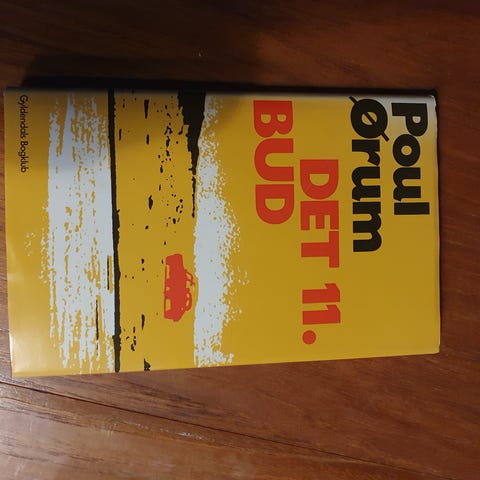 Poul
Ørum
DET 11.
BUD
Gyldendals Bogklub